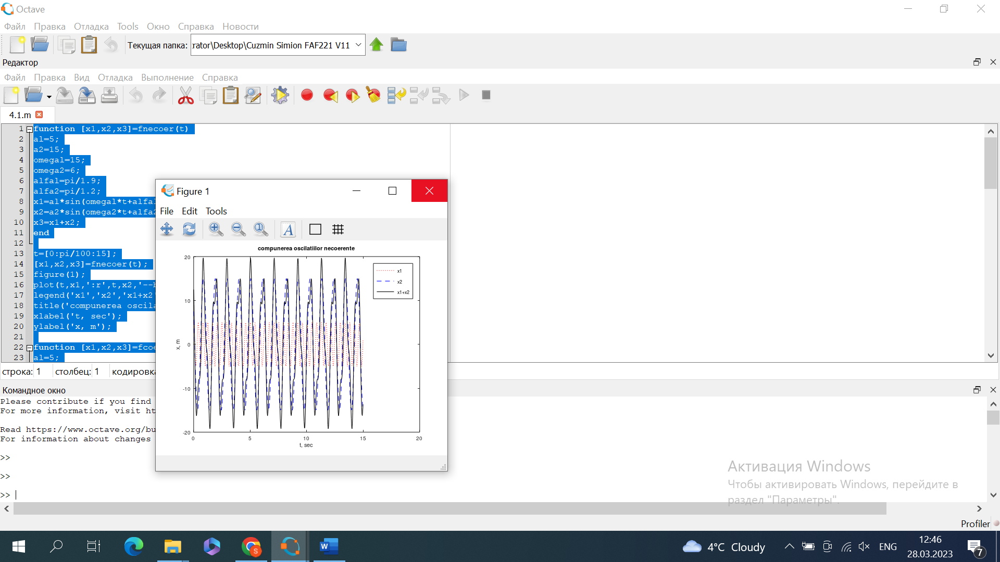 Octave
Файл Правка Отладка Tools Окно Справка Новости
Текущая папка: :rator\Desktop\Cuzmin Simion FAF221 V11
Редактор
Файл Правка Вид Отладка Выполнение Справка
4.1.m
1 function [x1,x2,x3]=fnecoer(t)
2 a1=5;
3 a2=15;
4 omega1=15;
5 omega2=6;
6 alfa1=pi/1.9;
7 alfa2=pi/1.2;
8 x1=a1*sin(omega1*t+alfa1
9 x2=a2*sin(omega2*t+alfa2
10 x3=x1+x2;
11 end
12
13 t=[0:pi/100:15];
14 [x1,x2,x3]=fnecoer(t);
15 figure(1);
16 plot(t,x1,':r',t,x2,'--b
17 legend('x1','x2','x1+x2'
18 title('compunerea oscila
19 xlabel('t, sec');
20 ylabel('x, m');
21
22 function [x1,x2,x3]=fcoe
23 a1=5;
строка: 1 столбец: 1 кодировка
Figure 1
File Edit Tools
compunerea oscilatiilor necoerente
x1
x2
x1+x2
20
10
0
-10
-20
x, m
0 5 10 15 20
t, sec
Командное окно
Please contribute if you find
For more information, visit ht
Read https://www.octave.org/bu
For information about changes
>>
>>
>>
Активация Windows
Чтобы активировать Windows, перейдите в
раздел "Параметры".
Profiler
4°C Cloudy
ENG
12:46
28.03.2023
7